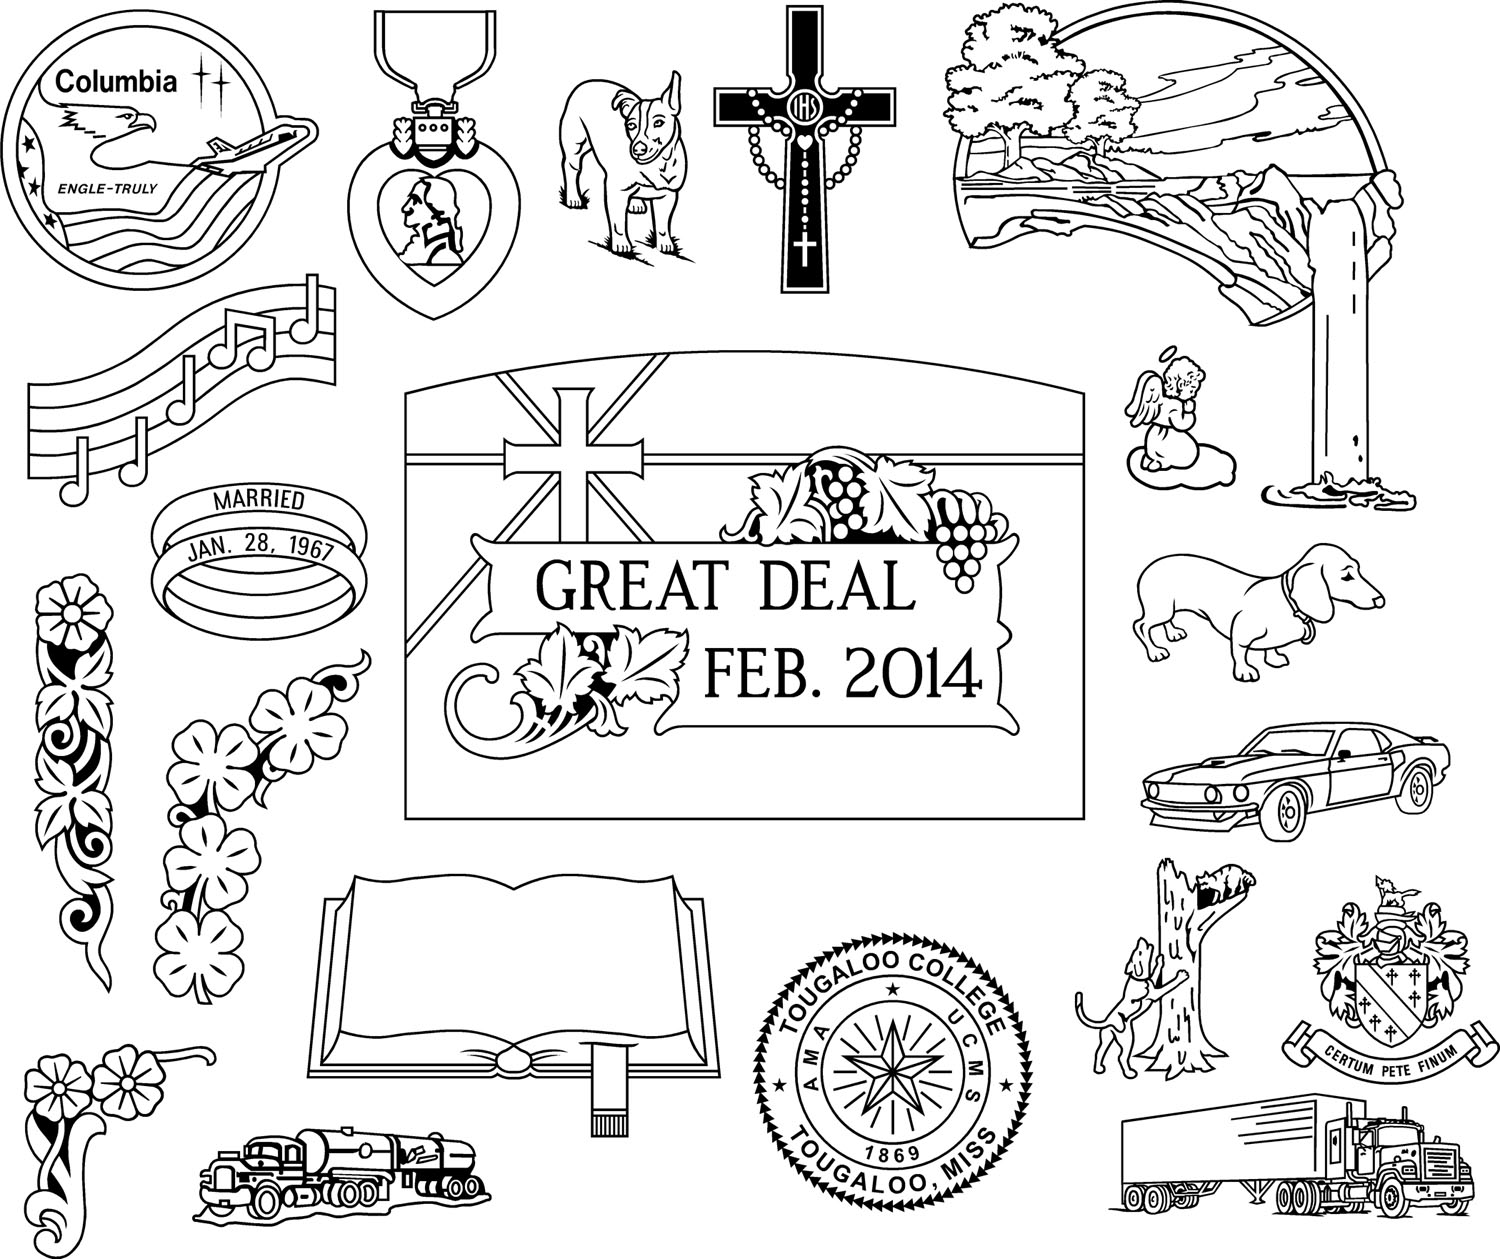 Columbia
ENGLE-TRULY
IHS
MARRIED
JAN. 28, 1967
GREAT DEAL
FEB. 2014
TOUGALOO COLLEGE
AMA
UCMS
1869
TOUGALOO, MISS
CERTUM PETE FINUM